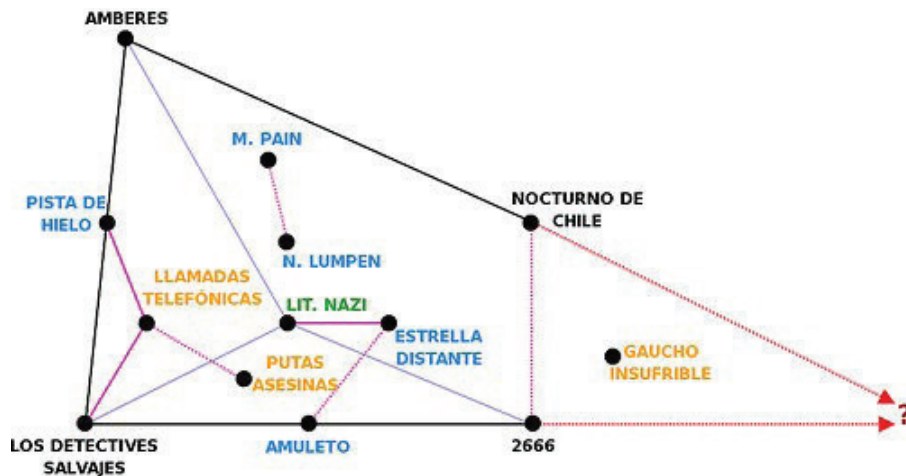 AMBERES
M. PAIN
NOCTURNO DE
CHILE
PISTA DE
HIELO
N. LUMPEN
LLAMADAS
TELEFÓNICAS
LIT. NAZI
ESTRELLA
DISTANTE
GAUCHO
INSUFRIBLE
PUTAS
ASESINAS
?
LOS DETECTIVES
SALVAJES
AMULETO
2666